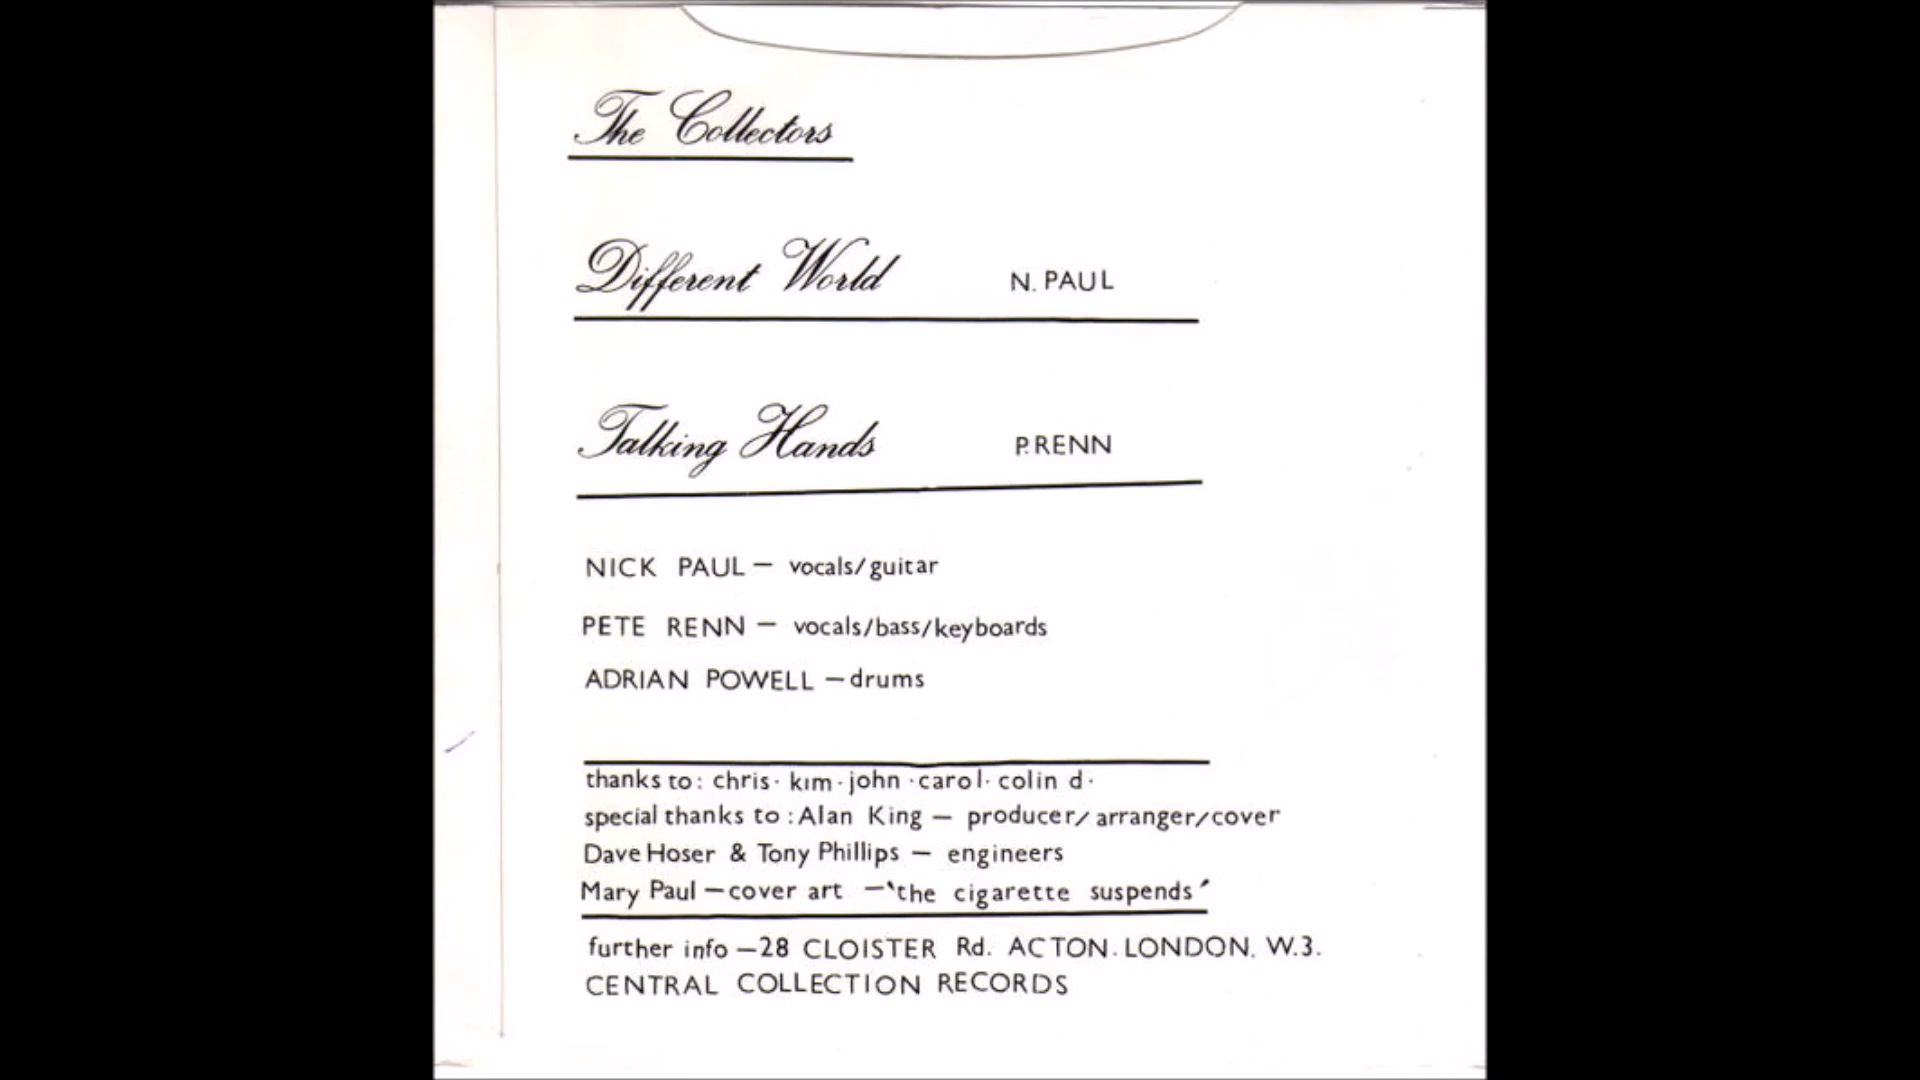 The Collectors
Different World N. PAUL
Talking Hands P. RENN
NICK PAUL — vocals/guitar
PETE RENN — vocals/bass/keyboards
ADRIAN POWELL — drums
thanks to: chris · kim · john · carol · colin d ·
special thanks to : Alan King — producer/arranger/cover
Dave Hoser & Tony Phillips — engineers
Mary Paul — cover art — 'the cigarette suspends'
further info — 28 CLOISTER Rd. ACTON. LONDON. W.3.
CENTRAL COLLECTION RECORDS